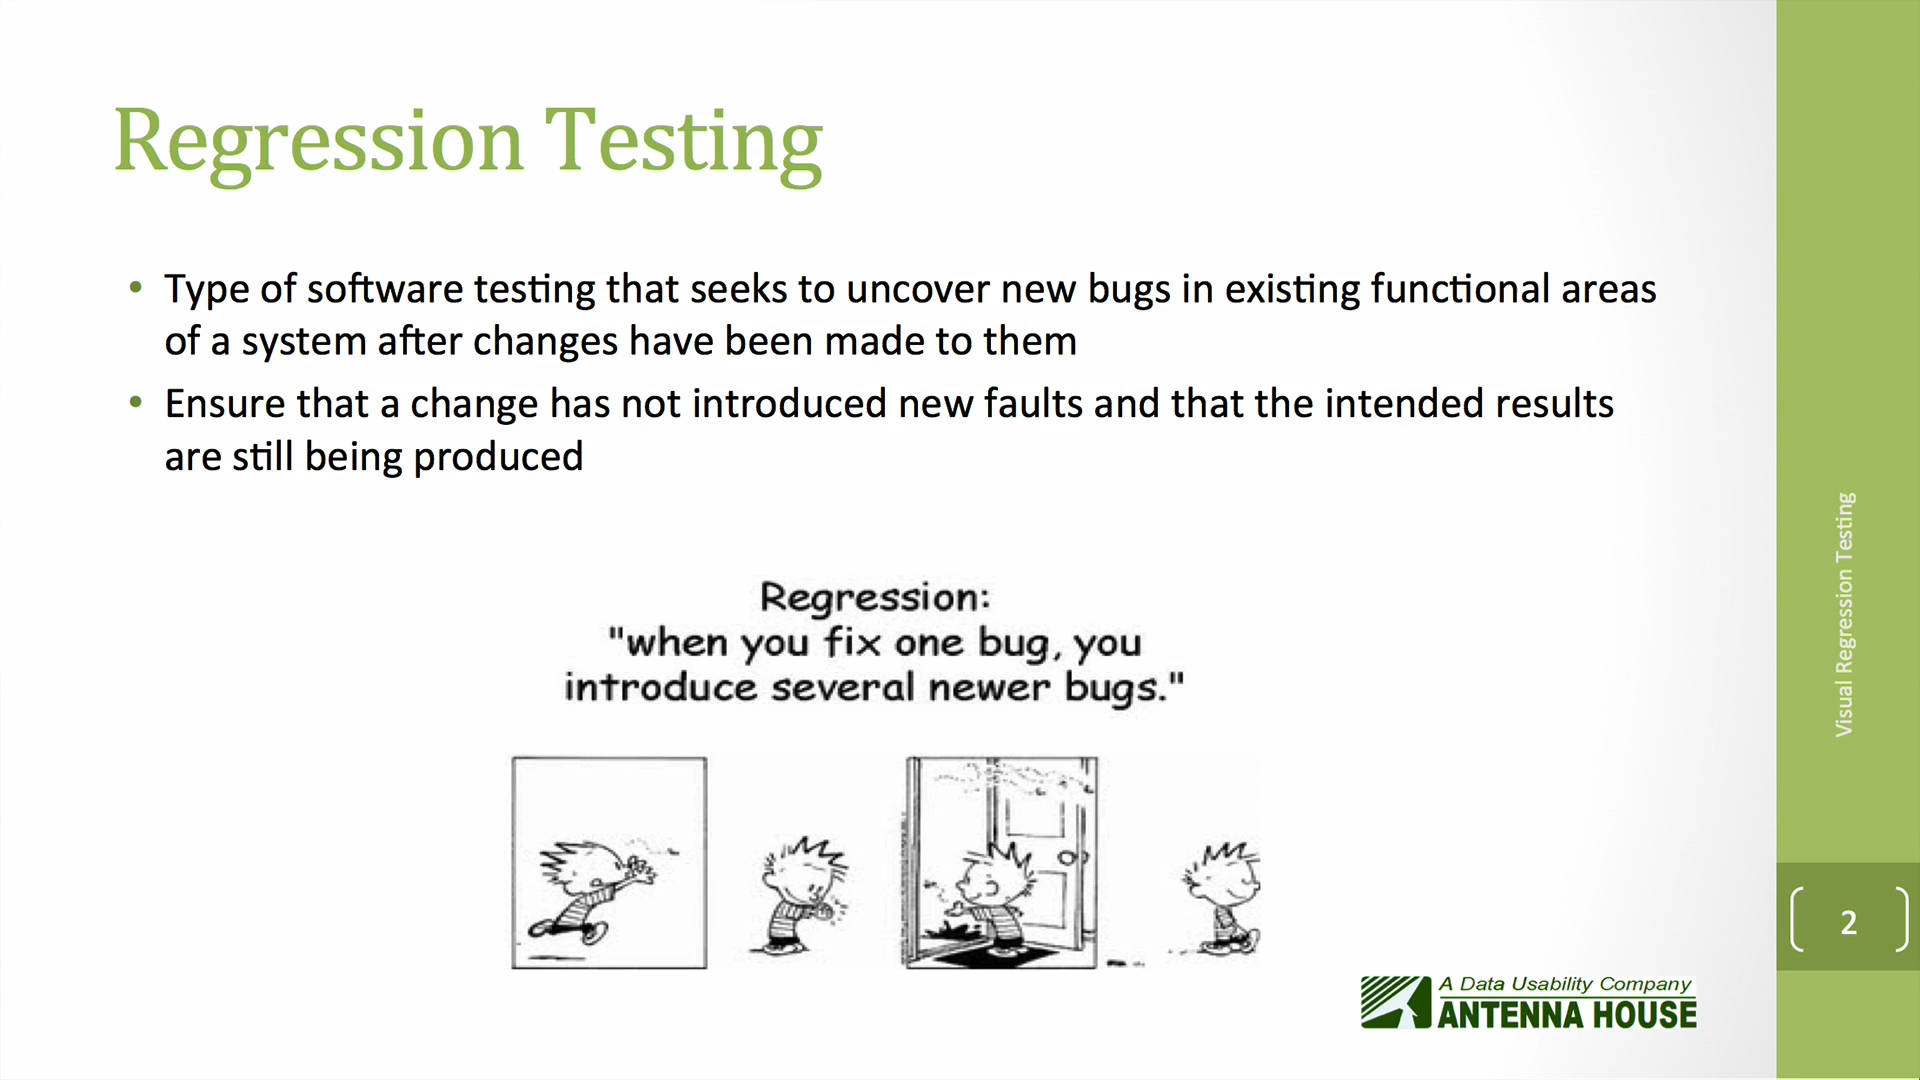 Regression Testing
• Type of software testing that seeks to uncover new bugs in existing functional areas
of a system after changes have been made to them
• Ensure that a change has not introduced new faults and that the intended results
are still being produced
Regression:
"when you fix one bug, you
introduce several newer bugs."
A Data Usability Company
ANTENNA HOUSE
Visual Regression Testing
2